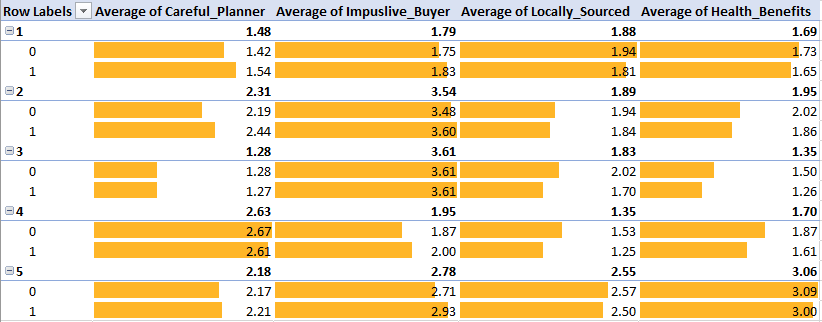 Row Labels Average of Careful_Planner Average of Impuslive_Buyer Average of Locally_Sourced Average of Health_Benefits
1 1.48 1.79 1.88 1.69
0 1.42 1.75 1.94 1.73
1 1.54 1.83 1.81 1.65
2 2.31 3.54 1.89 1.95
0 2.19 3.48 1.94 2.02
1 2.44 3.60 1.84 1.86
3 1.28 3.61 1.83 1.35
0 1.28 3.61 2.02 1.50
1 1.27 3.61 1.70 1.26
4 2.63 1.95 1.35 1.70
0 2.67 1.87 1.53 1.87
1 2.61 2.00 1.25 1.61
5 2.18 2.78 2.55 3.06
0 2.17 2.71 2.57 3.09
1 2.21 2.93 2.50 3.00